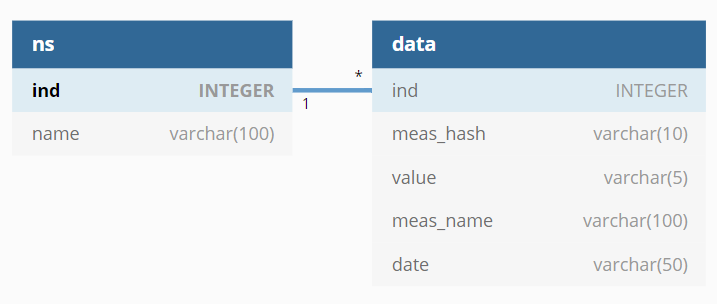 ns
ind INTEGER
name varchar(100)
1
*
data
ind INTEGER
meas_hash varchar(10)
value varchar(5)
meas_name varchar(100)
date varchar(50)